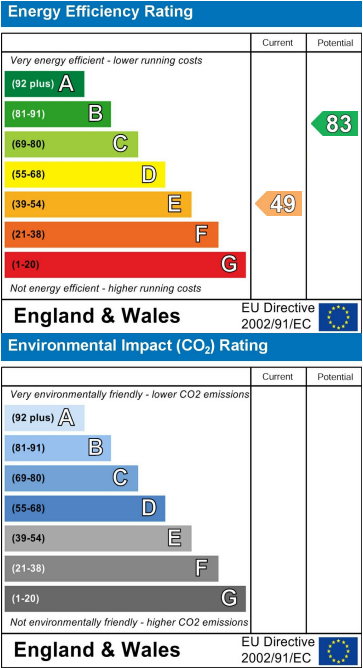 Energy Efficiency Rating
Current Potential
Very energy efficient - lower running costs
(92 plus) A
(81-91) B
83
(69-80) C
(55-68) D
(39-54) E
49
(21-38) F
(1-20) G
Not energy efficient - higher running costs
England & Wales
EU Directive
2002/91/EC
Environmental Impact (CO₂) Rating
Current Potential
Very environmentally friendly - lower CO2 emissions
(92 plus) A
(81-91) B
(69-80) C
(55-68) D
(39-54) E
(21-38) F
(1-20) G
Not environmentally friendly - higher CO2 emissions
England & Wales
EU Directive
2002/91/EC